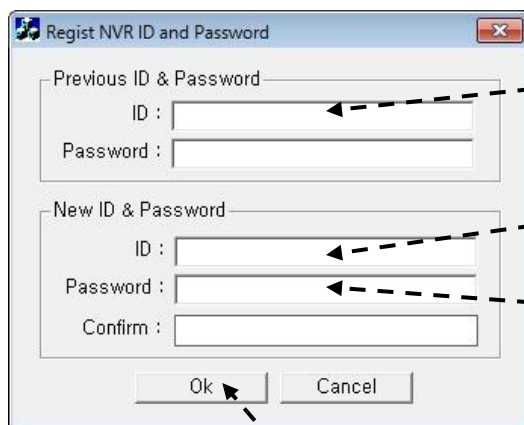 Regist NVR ID and Password
Previous ID & Password
ID :
Password :
New ID & Password
ID :
Password :
Confirm :
Ok Cancel